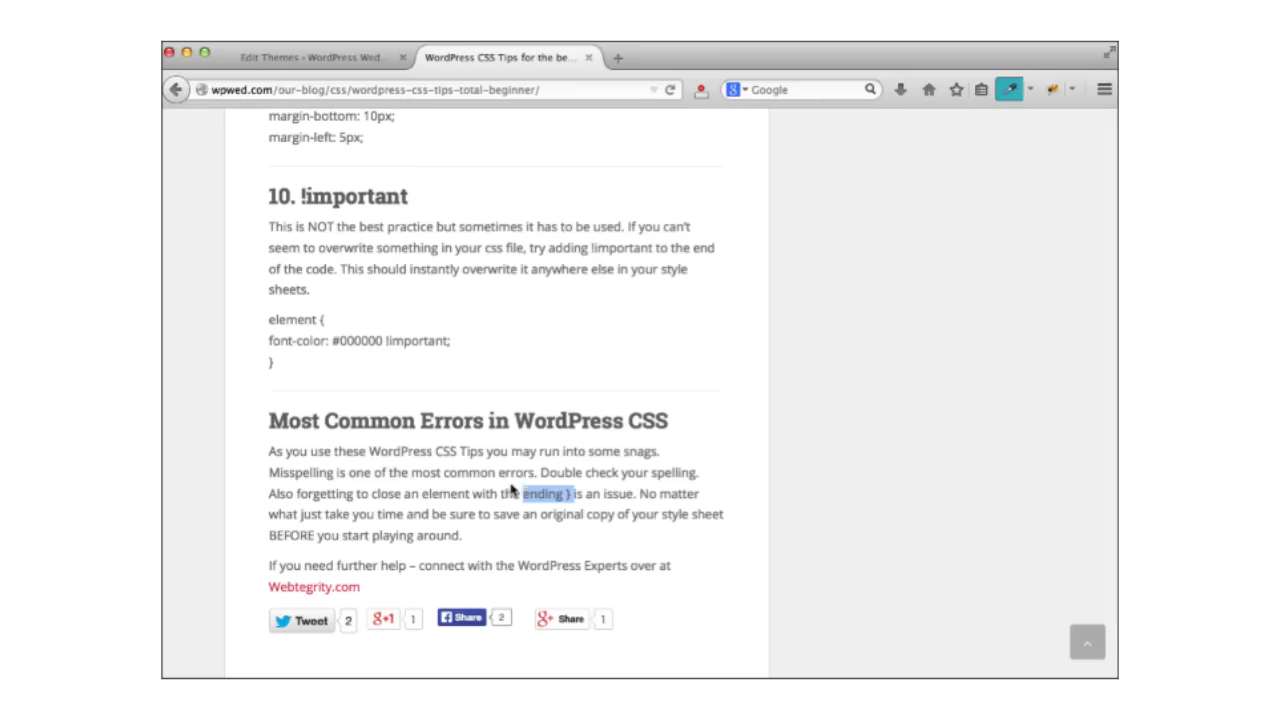 Edit Themes ‹ WordPress Wed...
WordPress CSS Tips for the be...
wpwed.com/our-blog/css/wordpress-css-tips-total-beginner/
Google
margin-bottom: 10px;
margin-left: 5px;
10. !important
This is NOT the best practice but sometimes it has to be used. If you can't
seem to overwrite something in your css file, try adding !important to the end
of the code. This should instantly overwrite it anywhere else in your style
sheets.
element {
font-color: #000000 !important;
}
Most Common Errors in WordPress CSS
As you use these WordPress CSS Tips you may run into some snags.
Misspelling is one of the most common errors. Double check your spelling.
Also forgetting to close an element with the ending } is an issue. No matter
what just take you time and be sure to save an original copy of your style sheet
BEFORE you start playing around.
If you need further help – connect with the WordPress Experts over at
Webtegrity.com
Tweet 2 g+1 1 f Share 2 g+ Share 1